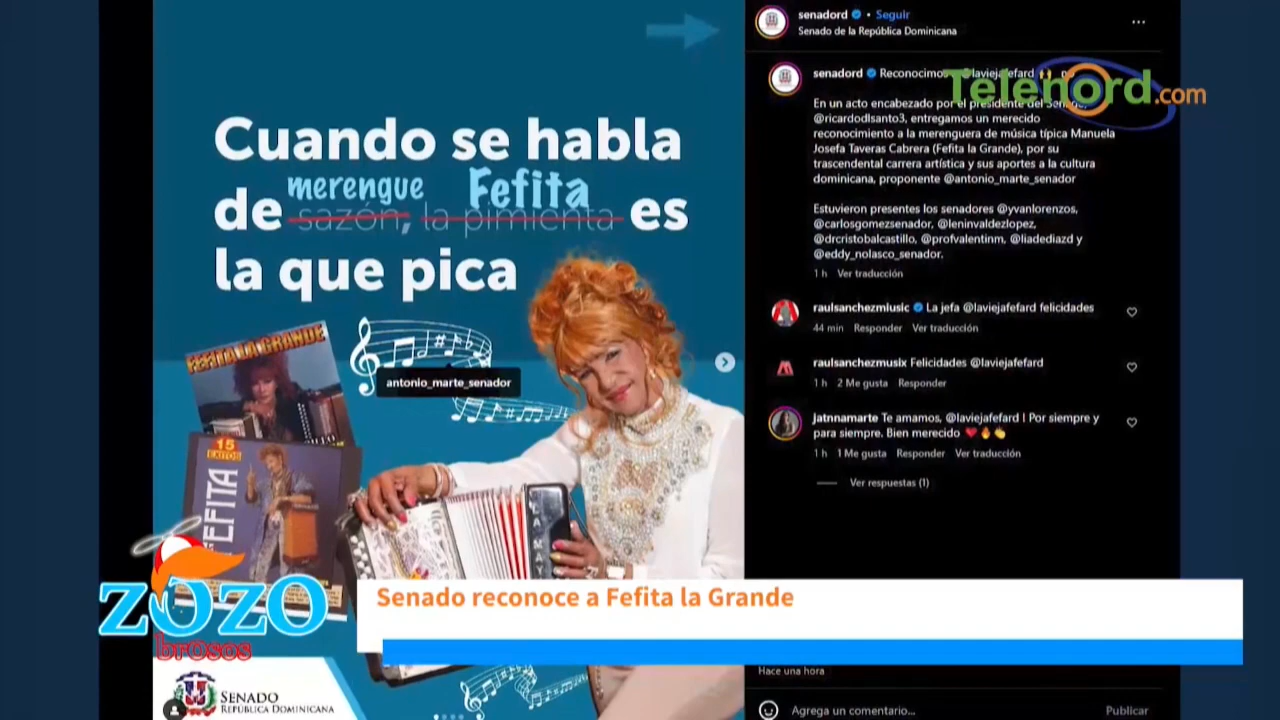 senadord • Seguir
Senado de la República Dominicana
senadord Reconocimos @laviejafefard
Telenord.com
En un acto encabezado por el presidente del Senado,
@ricardodlsanto3, entregamos un merecido
reconocimiento a la merenguera de música típica Manuela
Josefa Taveras Cabrera (Fefita la Grande), por su
trascendental carrera artística y sus aportes a la cultura
dominicana, proponente @antonio_marte_senador
Estuvieron presentes los senadores @yvanlorenzos,
@carlosgomezsenador, @leninvaldezlopez,
@drcristobalcastillo, @profvalentinm, @liadediazd y
@eddy_nolasco_senador.
1 h Ver traducción
raulsanchezmiusic La jefa @laviejafefard felicidades
44 min Responder Ver traducción
raulsanchezmusix Felicidades @laviejafefard
1 h 2 Me gusta Responder
jatnnamarte Te amamos, @laviejafefard ! Por siempre y
para siempre. Bien merecido ❤️🔥👏
1 h 1 Me gusta Responder Ver traducción
Ver respuestas (1)
Cuando se habla
merengue Fefita
de sazón, la pimienta es
la que pica
antonio_marte_senador
FEFITA LA GRANDE
15
EXITOS
FEFITA
ZOZO
brosos
Senado reconoce a Fefita la Grande
SENADO
REPÚBLICA DOMINICANA
Hace una hora
Agrega un comentario...
Publicar